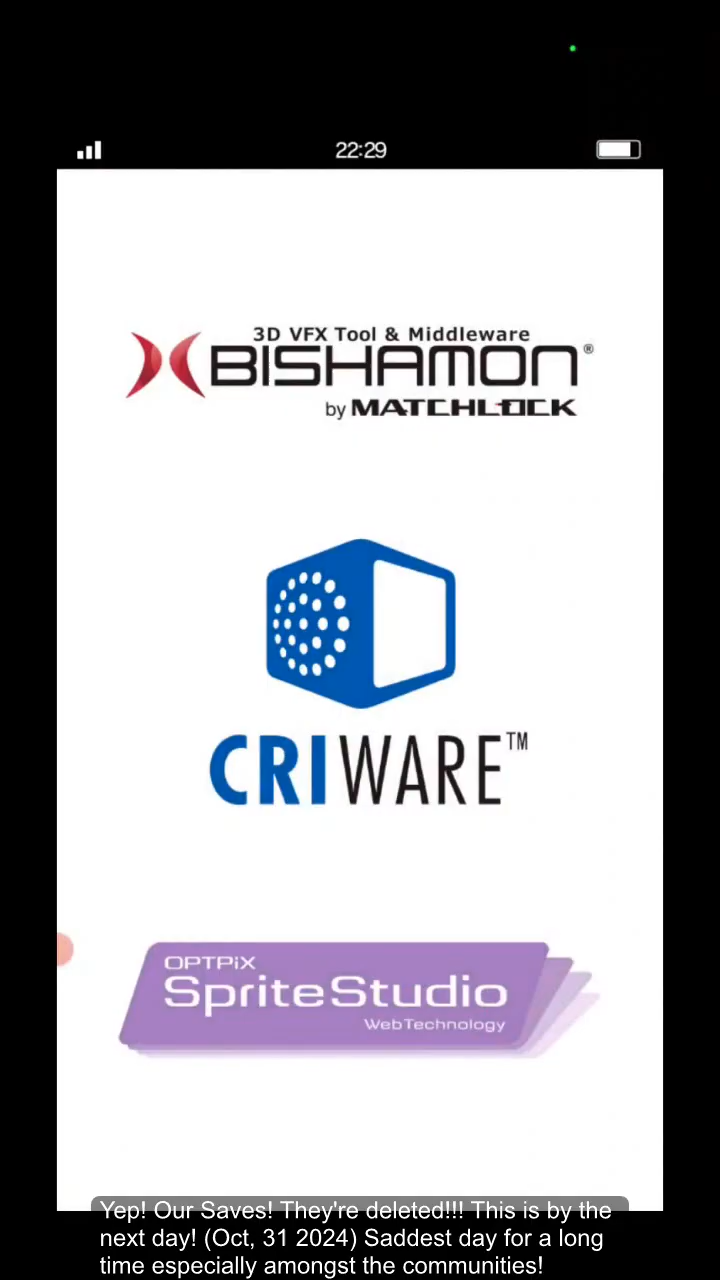 22:29
3D VFX Tool & Middleware
BISHAMON®
by MATCHLOCK
CRIWARE™
OPTPiX
SpriteStudio
WebTechnology
Yep! Our Saves! They're deleted!!! This is by the
next day! (Oct, 31 2024) Saddest day for a long
time especially amongst the communities!